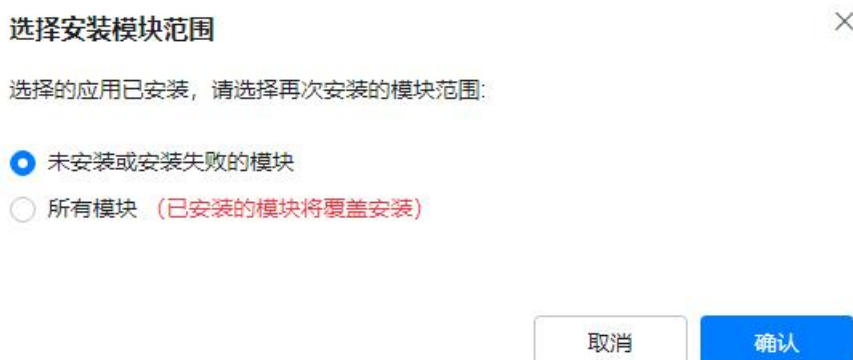 选择安装模块范围
选择的应用已安装，请选择再次安装的模块范围:
未安装或安装失败的模块
所有模块 （已安装的模块将覆盖安装）
取消 确认